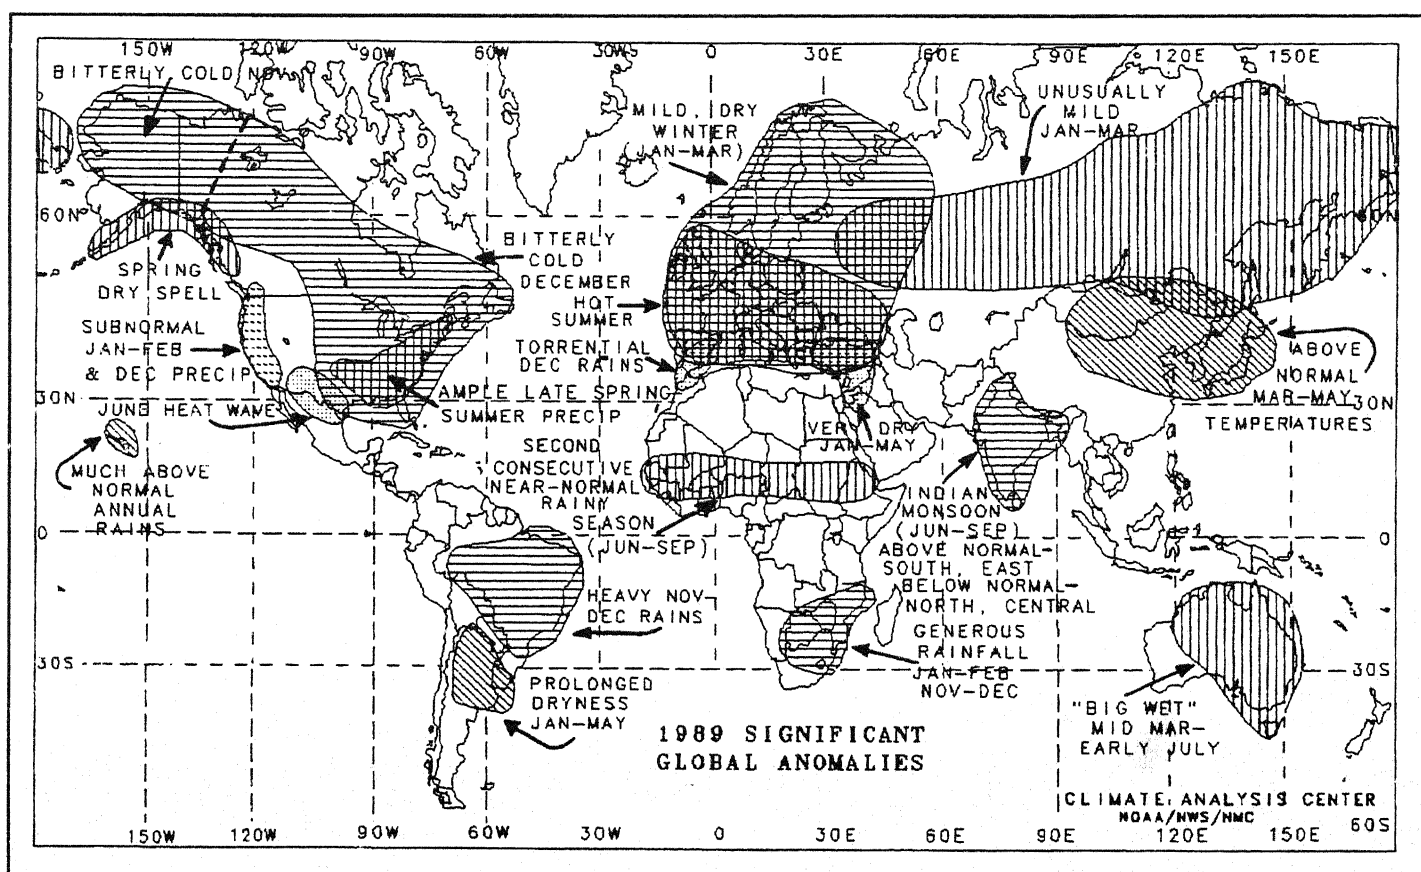 150W 120W 90W 60W 30W 0 30E 60E 90E 120E 150E
BITTERLY COLD NOV
MILD, DRY
WINTER
(JAN-MAR)
UNUSUALLY
MILD
JAN-MAR
60N
60N
BITTERLY
COLD
DECEMBER
SPRING
DRY SPELL
HOT
SUMMER
SUBNORMAL
JAN-FEB
& DEC PRECIP
TORRENTIAL
DEC RAINS
ABOVE
NORMAL
MAR-MAY
TEMPERATURES
30N
30N
AMPLE LATE SPRING
SUMMER PRECIP
JUNE HEAT WAVE
VERY DRY
JAN-MAY
MUCH ABOVE
NORMAL
ANNUAL
RAINS
SECOND
CONSECUTIVE
NEAR-NORMAL
RAINY
SEASON
(JUN-SEP)
INDIAN
MONSOON
(JUN-SEP)
ABOVE NORMAL-
SOUTH, EAST
BELOW NORMAL-
NORTH, CENTRAL
0
0
HEAVY NOV-
DEC RAINS
GENEROUS
RAINFALL
JAN-FEB
NOV-DEC
30S
30S
PROLONGED
DRYNESS
JAN-MAY
"BIG WET"
MID MAR-
EARLY JULY
1989 SIGNIFICANT
GLOBAL ANOMALIES
CLIMATE ANALYSIS CENTER
NOAA/NWS/NMC
60S
150W 120W 90W 60W 30W 0 30E 60E 90E 120E 150E